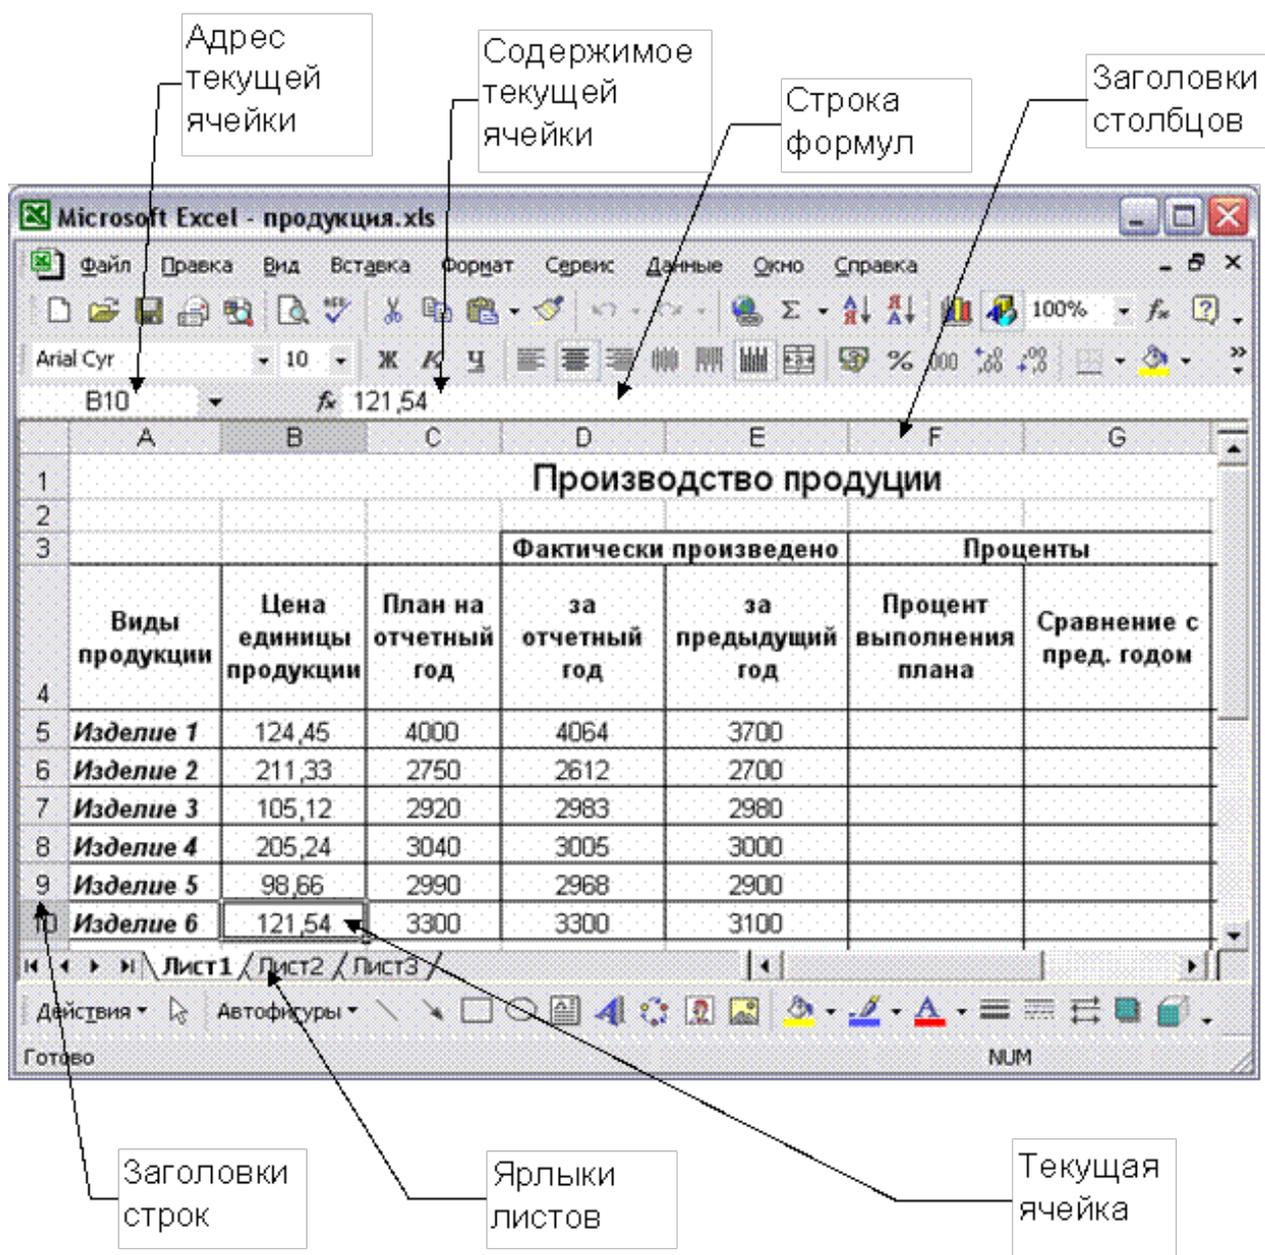 Адрес
текущей
ячейки
Содержимое
текущей
ячейки
Строка
формул
Заголовки
столбцов
Microsoft Excel - продукция.xls
Файл Правка Вид Вставка Формат Сервис Данные Окно Справка
100%
Arial Cyr 10 Ж К Ч % 000
B10 fx 121,54
A B C D E F G
1 Производство продуции
2
3 Фактически произведено Проценты
4 Виды продукции Цена единицы продукции План на отчетный год за отчетный год за предыдущий год Процент выполнения плана Сравнение с пред. годом
5 Изделие 1 124,45 4000 4064 3700
6 Изделие 2 211,33 2750 2612 2700
7 Изделие 3 105,12 2920 2983 2980
8 Изделие 4 205,24 3040 3005 3000
9 Изделие 5 98,66 2990 2968 2900
10 Изделие 6 121,54 3300 3300 3100
Лист1 Лист2 Лист3
Действия Автофигуры
Готово NUM
Заголовки
строк
Ярлыки
листов
Текущая
ячейка